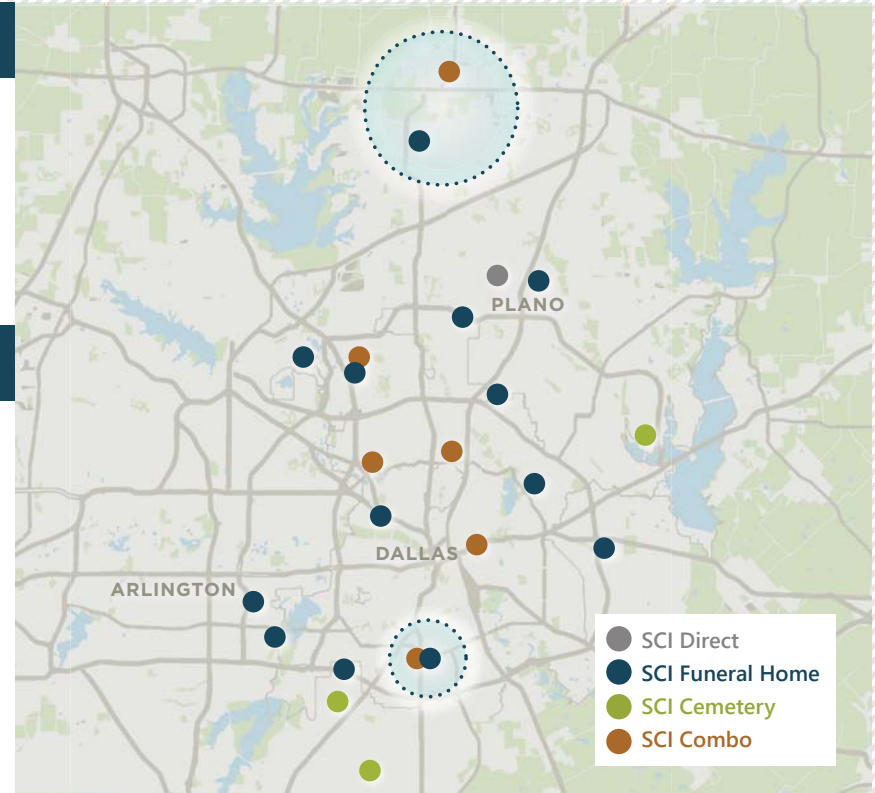 PLANO
DALLAS
ARLINGTON
SCI Direct
SCI Funeral Home
SCI Cemetery
SCI Combo